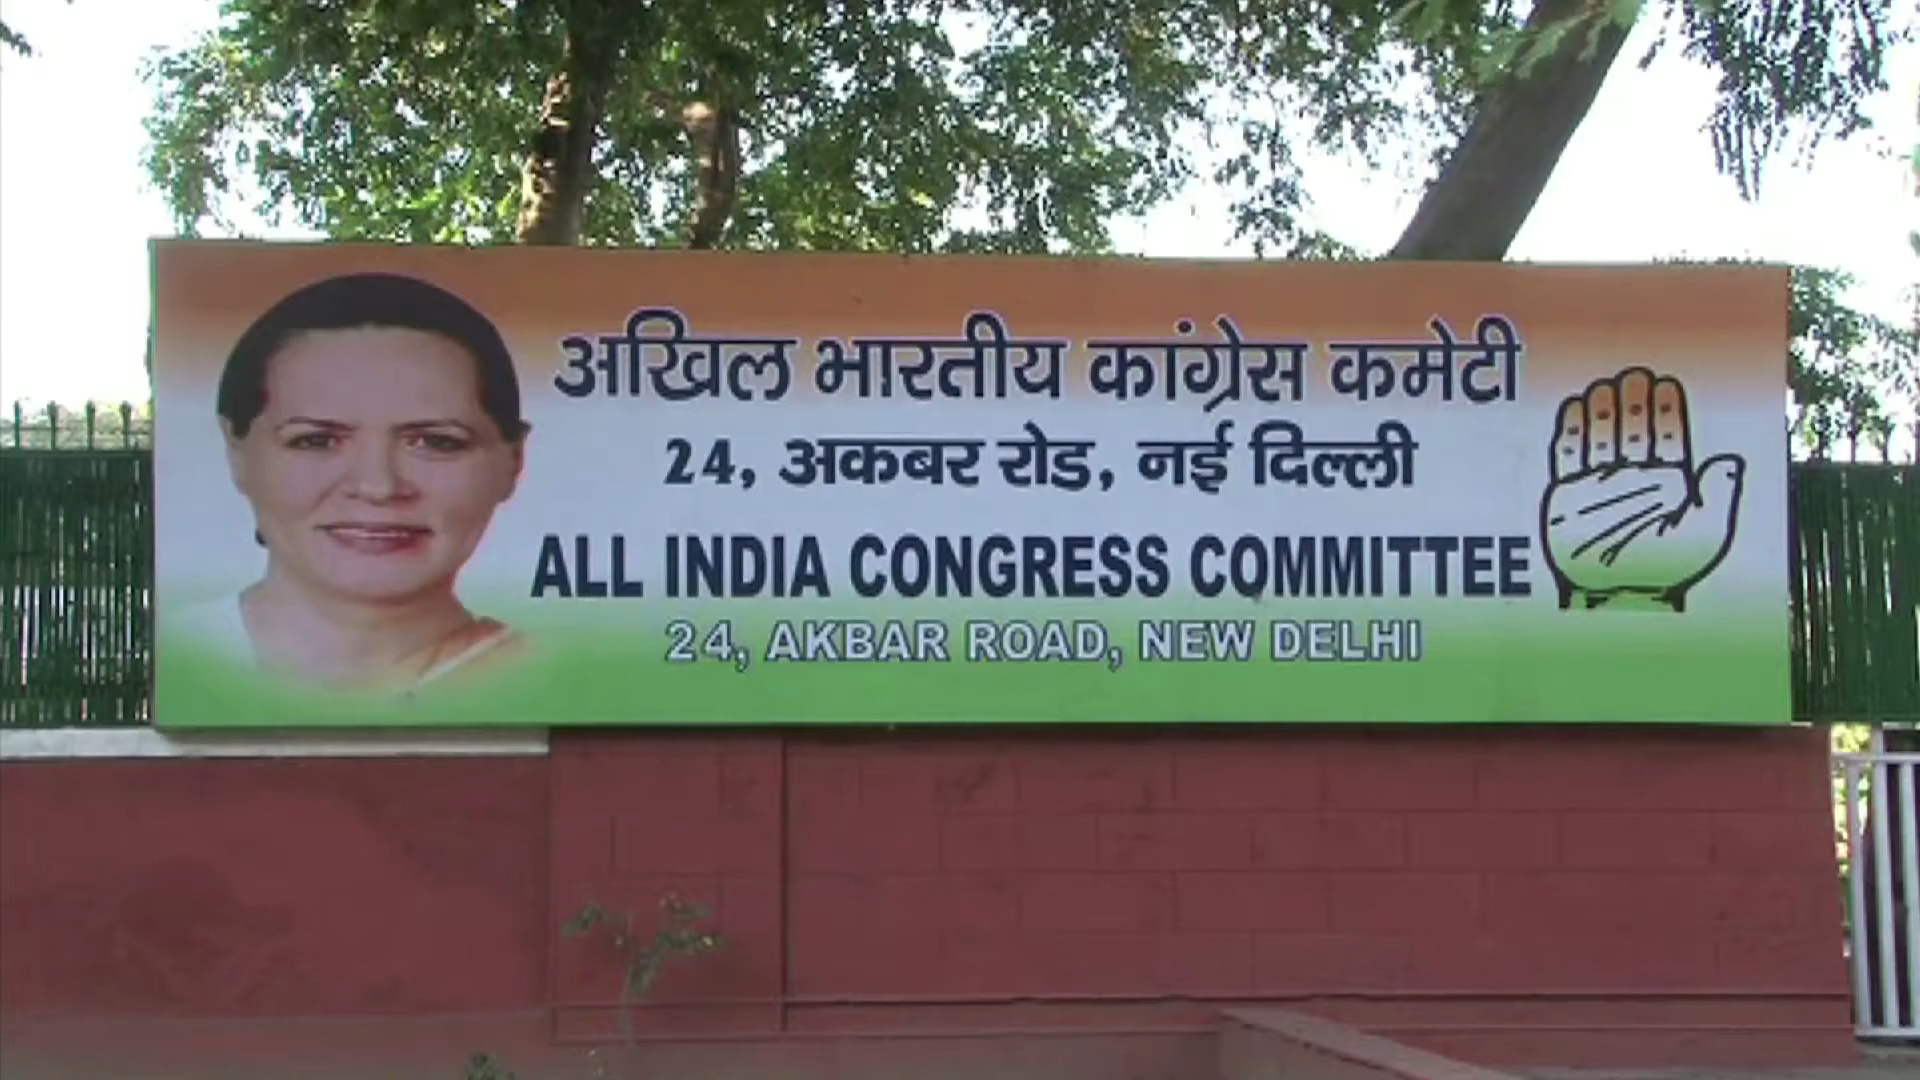 अखिल भारतीय कांग्रेस कमेटी
24, अकबर रोड, नई दिल्ली
ALL INDIA CONGRESS COMMITTEE
24, AKBAR ROAD, NEW DELHI